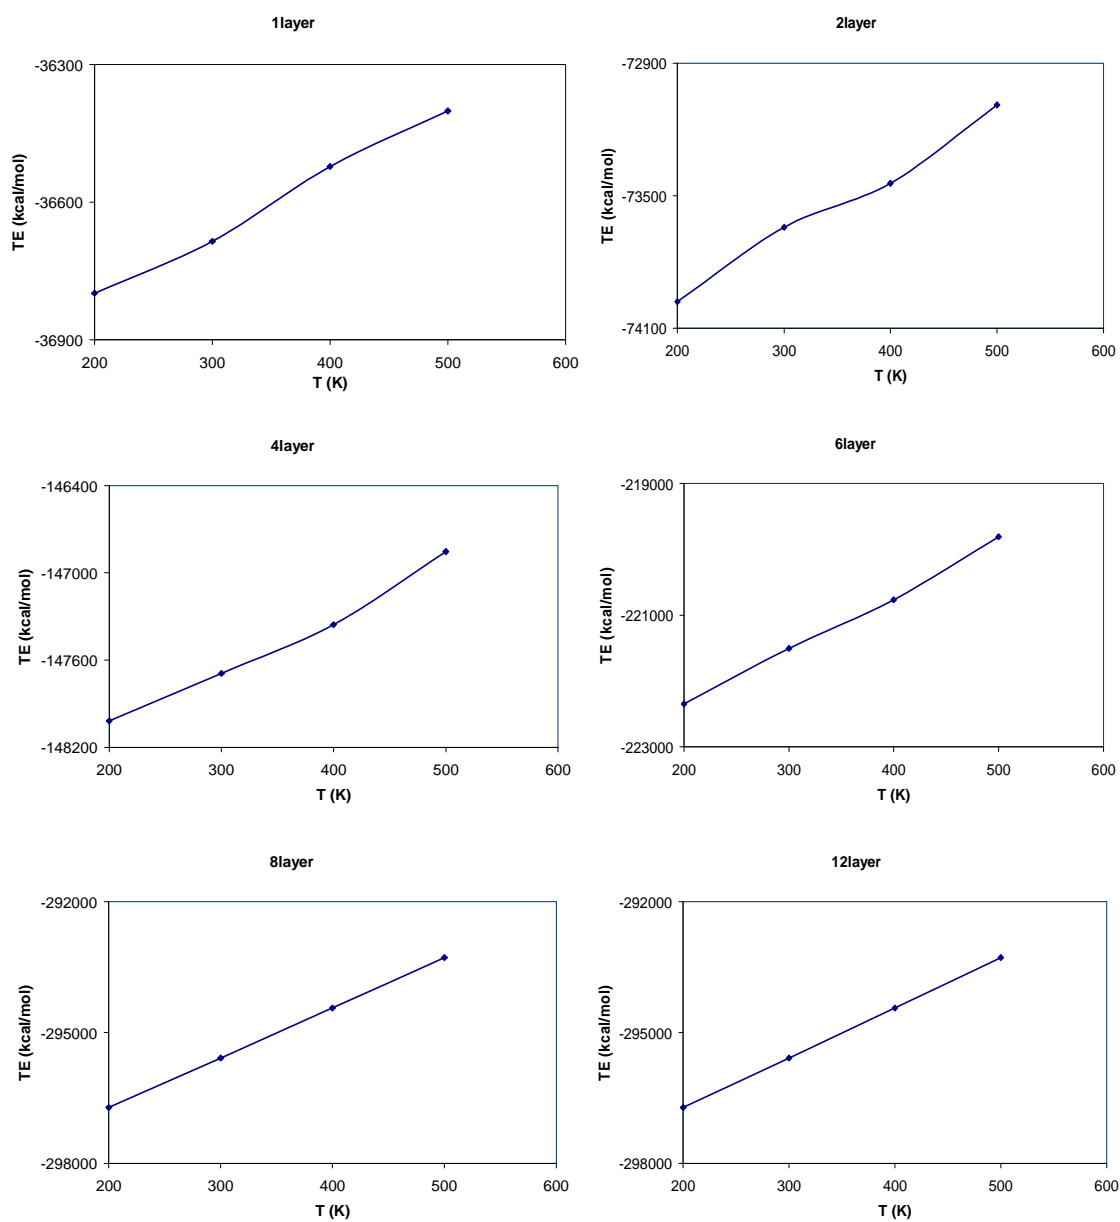 1layer
-36300
-36600
-36900
TE (kcal/mol)
200 300 400 500 600
T (K)
2layer
-72900
-73500
-74100
TE (kcal/mol)
200 300 400 500 600
T (K)
4layer
-146400
-147000
-147600
-148200
TE (kcal/mol)
200 300 400 500 600
T (K)
6layer
-219000
-221000
-223000
TE (kcal/mol)
200 300 400 500 600
T (K)
8layer
-292000
-295000
-298000
TE (kcal/mol)
200 300 400 500 600
T (K)
12layer
-292000
-295000
-298000
TE (kcal/mol)
200 300 400 500 600
T (K)